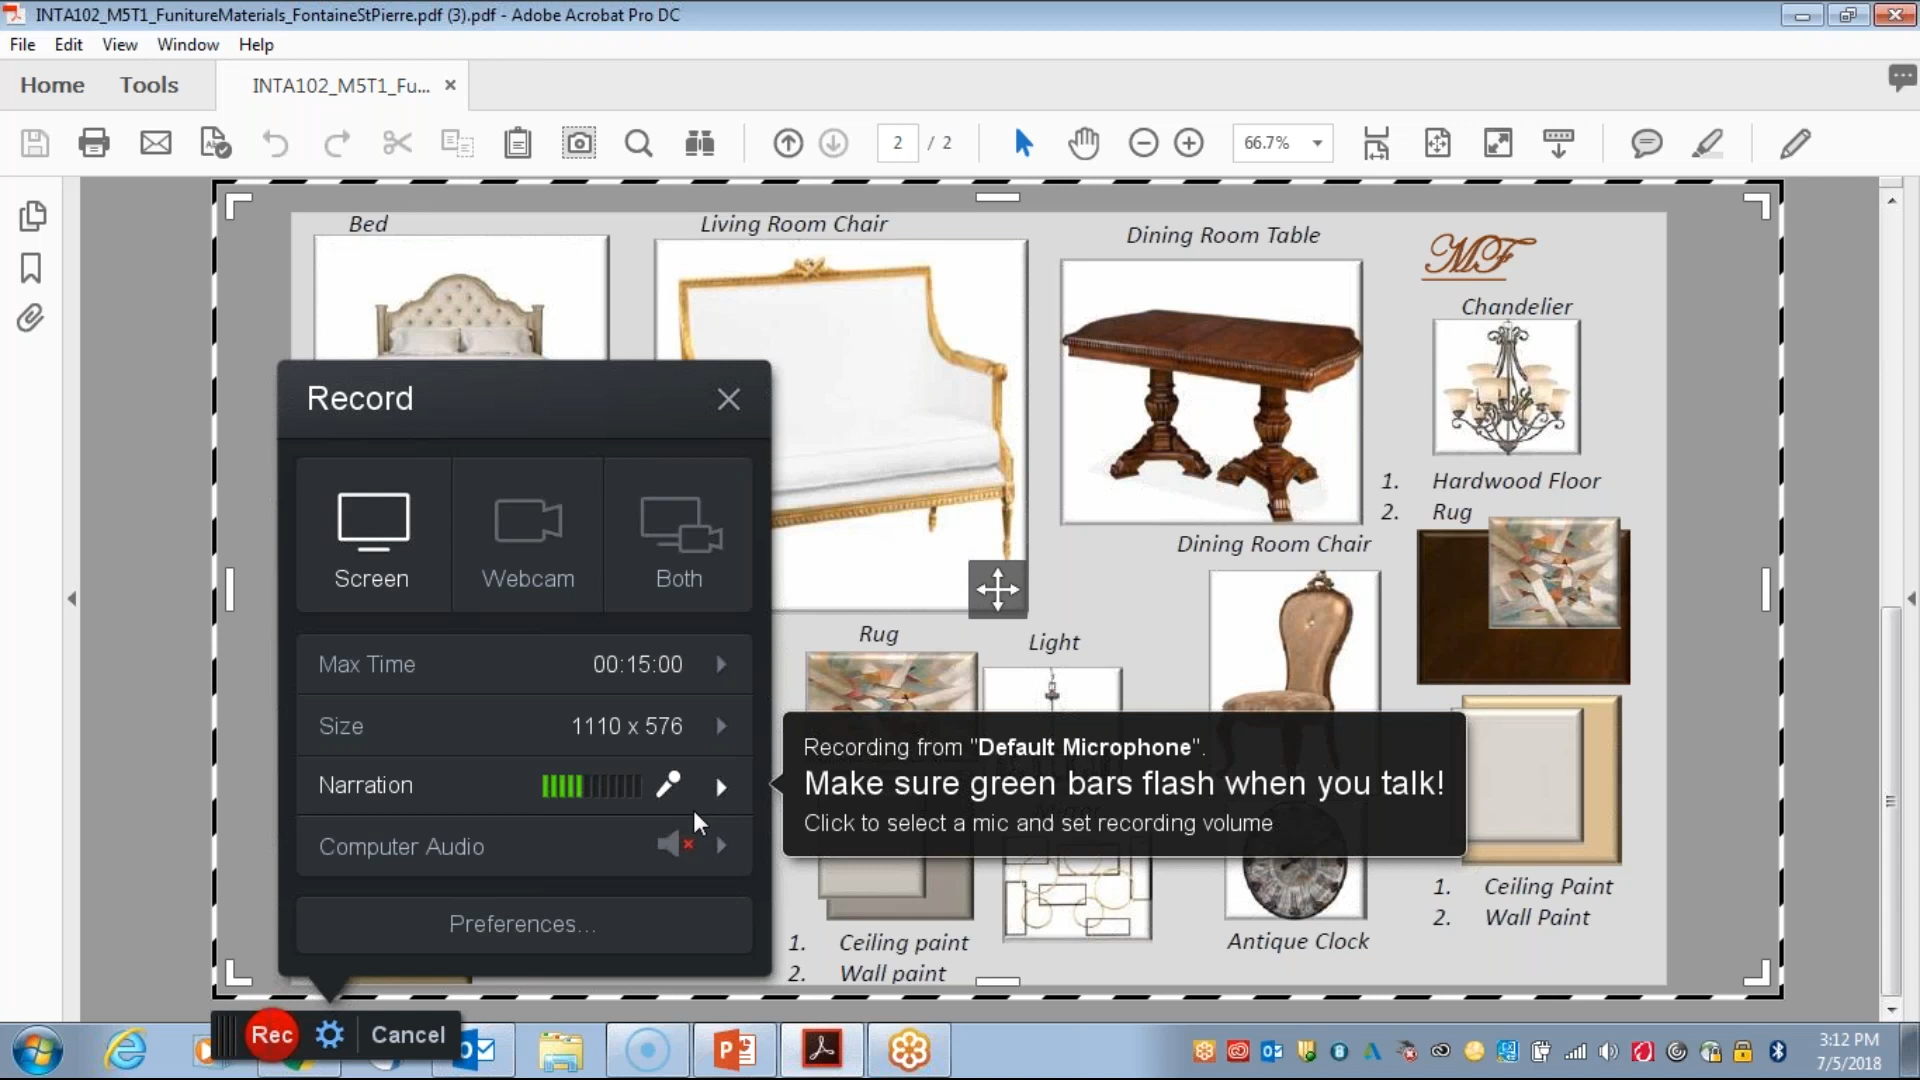 INTA102_M5T1_FunitureMaterials_FontaineStPierre.pdf (3).pdf - Adobe Acrobat Pro DC
File Edit View Window Help
Home Tools INTA102_M5T1_Fu... ×
2 / 2 66.7%
Bed
Living Room Chair
Dining Room Table
MF
Chandelier
1. Hardwood Floor
2. Rug
Dining Room Chair
Rug
Light
Record
Screen Webcam Both
Max Time 00:15:00
Size 1110 x 576
Narration
Computer Audio
Preferences...
Recording from "Default Microphone".
Make sure green bars flash when you talk!
Click to select a mic and set recording volume
1. Ceiling paint
2. Wall paint
Antique Clock
1. Ceiling Paint
2. Wall Paint
Rec Cancel
3:12 PM
7/5/2018